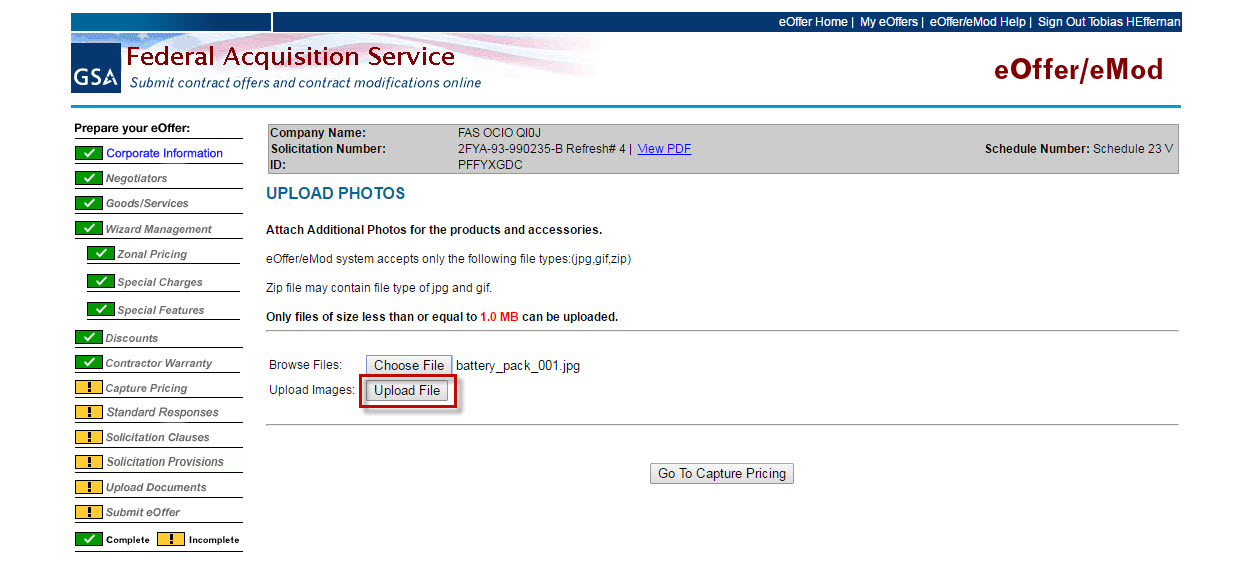 eOffer Home | My eOffers | eOffer/eMod Help | Sign Out Tobias HEffernan
GSA
Federal Acquisition Service
Submit contract offers and contract modifications online
eOffer/eMod
Prepare your eOffer:
Corporate Information
Negotiators
Goods/Services
Wizard Management
Zonal Pricing
Special Charges
Special Features
Discounts
Contractor Warranty
Capture Pricing
Standard Responses
Solicitation Clauses
Solicitation Provisions
Upload Documents
Submit eOffer
Complete Incomplete
Company Name: FAS OCIO QI0J
Solicitation Number: 2FYA-93-990235-B Refresh# 4 | View PDF Schedule Number: Schedule 23 V
ID: PFFYXGDC
UPLOAD PHOTOS
Attach Additional Photos for the products and accessories.
eOffer/eMod system accepts only the following file types:(jpg,gif,zip)
Zip file may contain file type of jpg and gif.
Only files of size less than or equal to 1.0 MB can be uploaded.
Browse Files: Choose File battery_pack_001.jpg
Upload Images: Upload File
Go To Capture Pricing